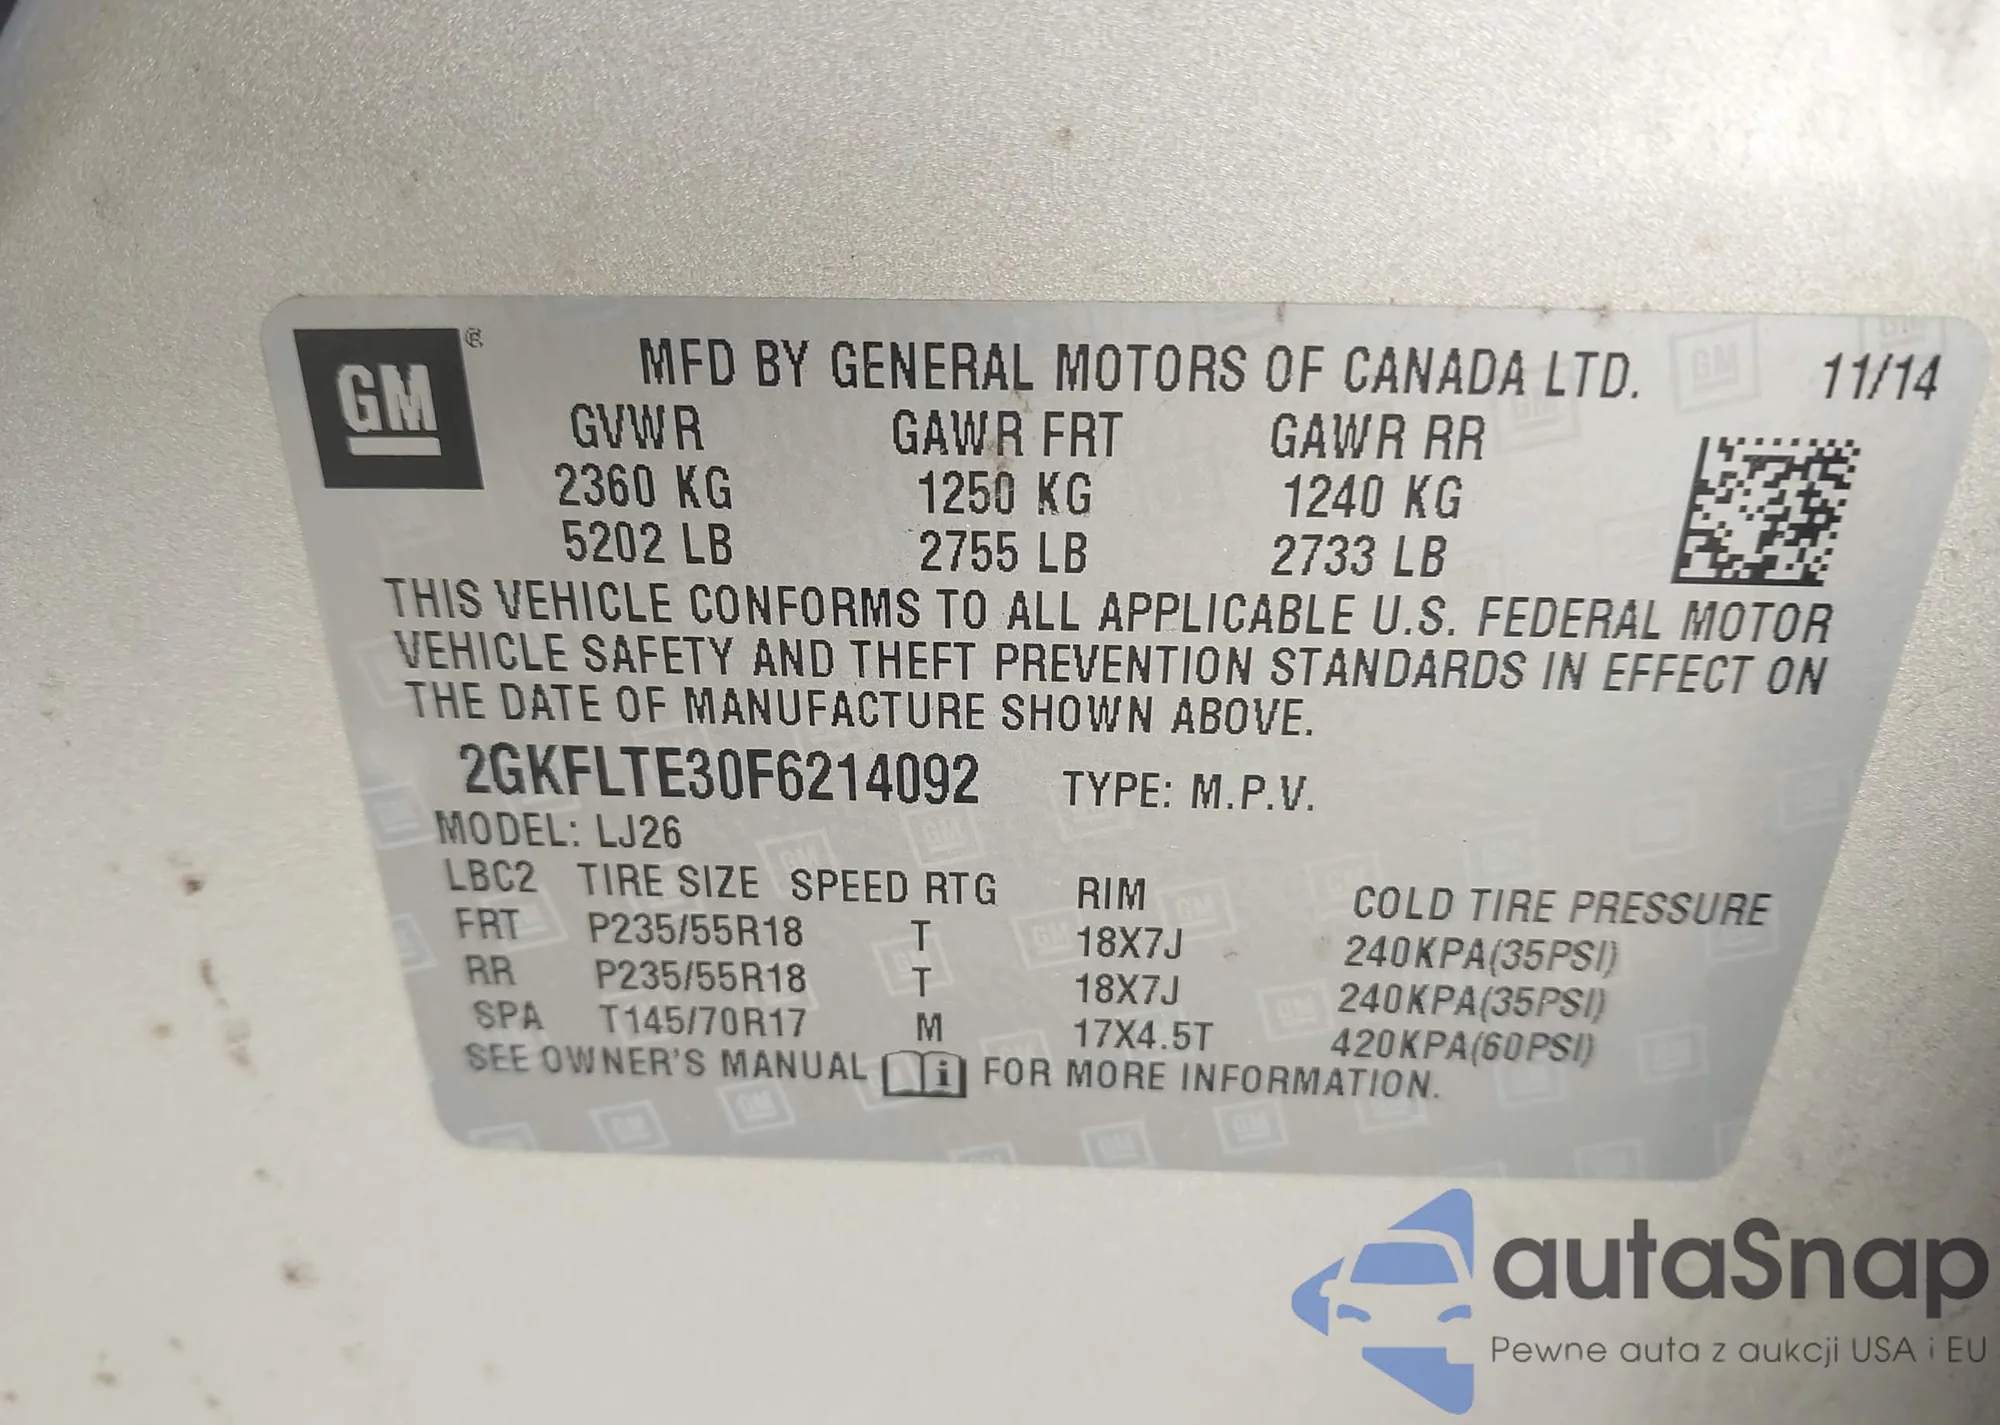 GM ®
MFD BY GENERAL MOTORS OF CANADA LTD. 11/14
GVWR GAWR FRT GAWR RR
2360 KG 1250 KG 1240 KG
5202 LB 2755 LB 2733 LB
THIS VEHICLE CONFORMS TO ALL APPLICABLE U.S. FEDERAL MOTOR
VEHICLE SAFETY AND THEFT PREVENTION STANDARDS IN EFFECT ON
THE DATE OF MANUFACTURE SHOWN ABOVE.
2GKFLTE30F6214092 TYPE: M.P.V.
MODEL: LJ26
LBC2 TIRE SIZE SPEED RTG RIM COLD TIRE PRESSURE
FRT P235/55R18 T 18X7J 240KPA(35PSI)
RR P235/55R18 T 18X7J 240KPA(35PSI)
SPA T145/70R17 M 17X4.5T 420KPA(60PSI)
SEE OWNER'S MANUAL i FOR MORE INFORMATION.
autaSnap
Pewne auta z aukcji USA i EU